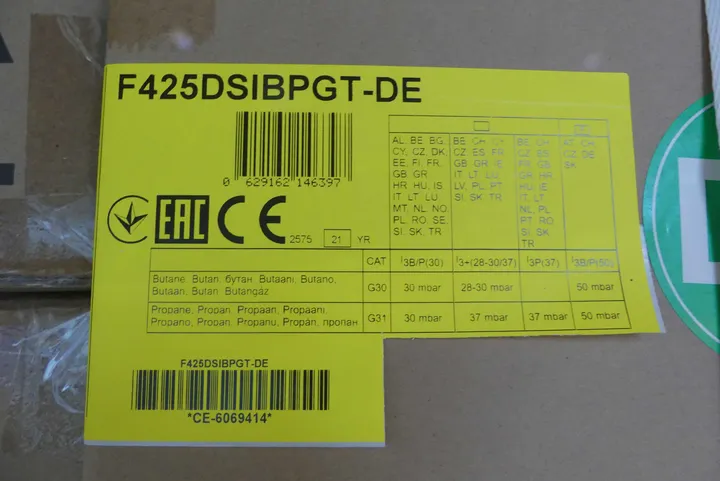 F425DSIBPGT-DE
0 629162 146397
EAC CE 2575 21 YR
AL, BE, BG,
CY, CZ, DK,
EE, FI, FR,
GB, GR
HR, HU, IS
IT, LT, LU,
MT, NL, NO,
PL, RO, SE,
SI, SK, TR
BE, CH, CY,
CZ, ES, FR
GB, GR, IE
IT, LT, LU,
LV, PL, PT
SI, SK, TR
BE, CH,
CZ, ES,
FR, GB
GR, HR
HU, IE
IT, LT
NL, PL
PT, RO
SI, SK,
TR
AT, CH
CZ, DE
SK
CAT I3B/P(30) I3+(28-30/37) I3P(37) I3B/P(50)
Butane, Butan, бутан, Butaani, Butano,
Butaan, Bután, Butángáz
G30 30 mbar 28-30 mbar 50 mbar
Propane, Propan, Propaan, Propaani,
Propano, Propan, Propanu, Propán, пропан
G31 30 mbar 37 mbar 37 mbar 50 mbar
F425DSIBPGT-DE
*CE-6069414*